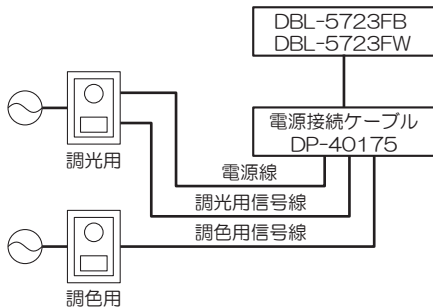 DBL-5723FB
DBL-5723FW
電源接続ケーブル
DP-40175
調光用
電源線
調光用信号線
調色用信号線
調色用